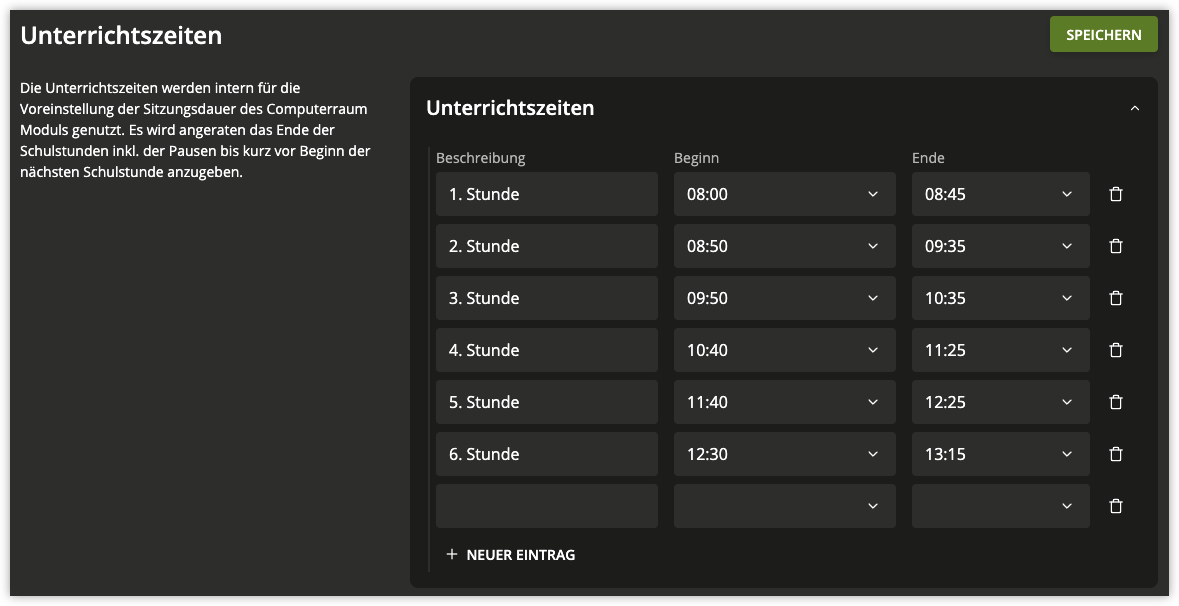 Unterrichtszeiten
SPEICHERN
Die Unterrichtszeiten werden intern für die
Voreinstellung der Sitzungsdauer des Computerraum
Moduls genutzt. Es wird angeraten das Ende der
Schulstunden inkl. der Pausen bis kurz vor Beginn der
nächsten Schulstunde anzugeben.
Unterrichtszeiten
Beschreibung Beginn Ende
1. Stunde 08:00 08:45
2. Stunde 08:50 09:35
3. Stunde 09:50 10:35
4. Stunde 10:40 11:25
5. Stunde 11:40 12:25
6. Stunde 12:30 13:15
+ NEUER EINTRAG